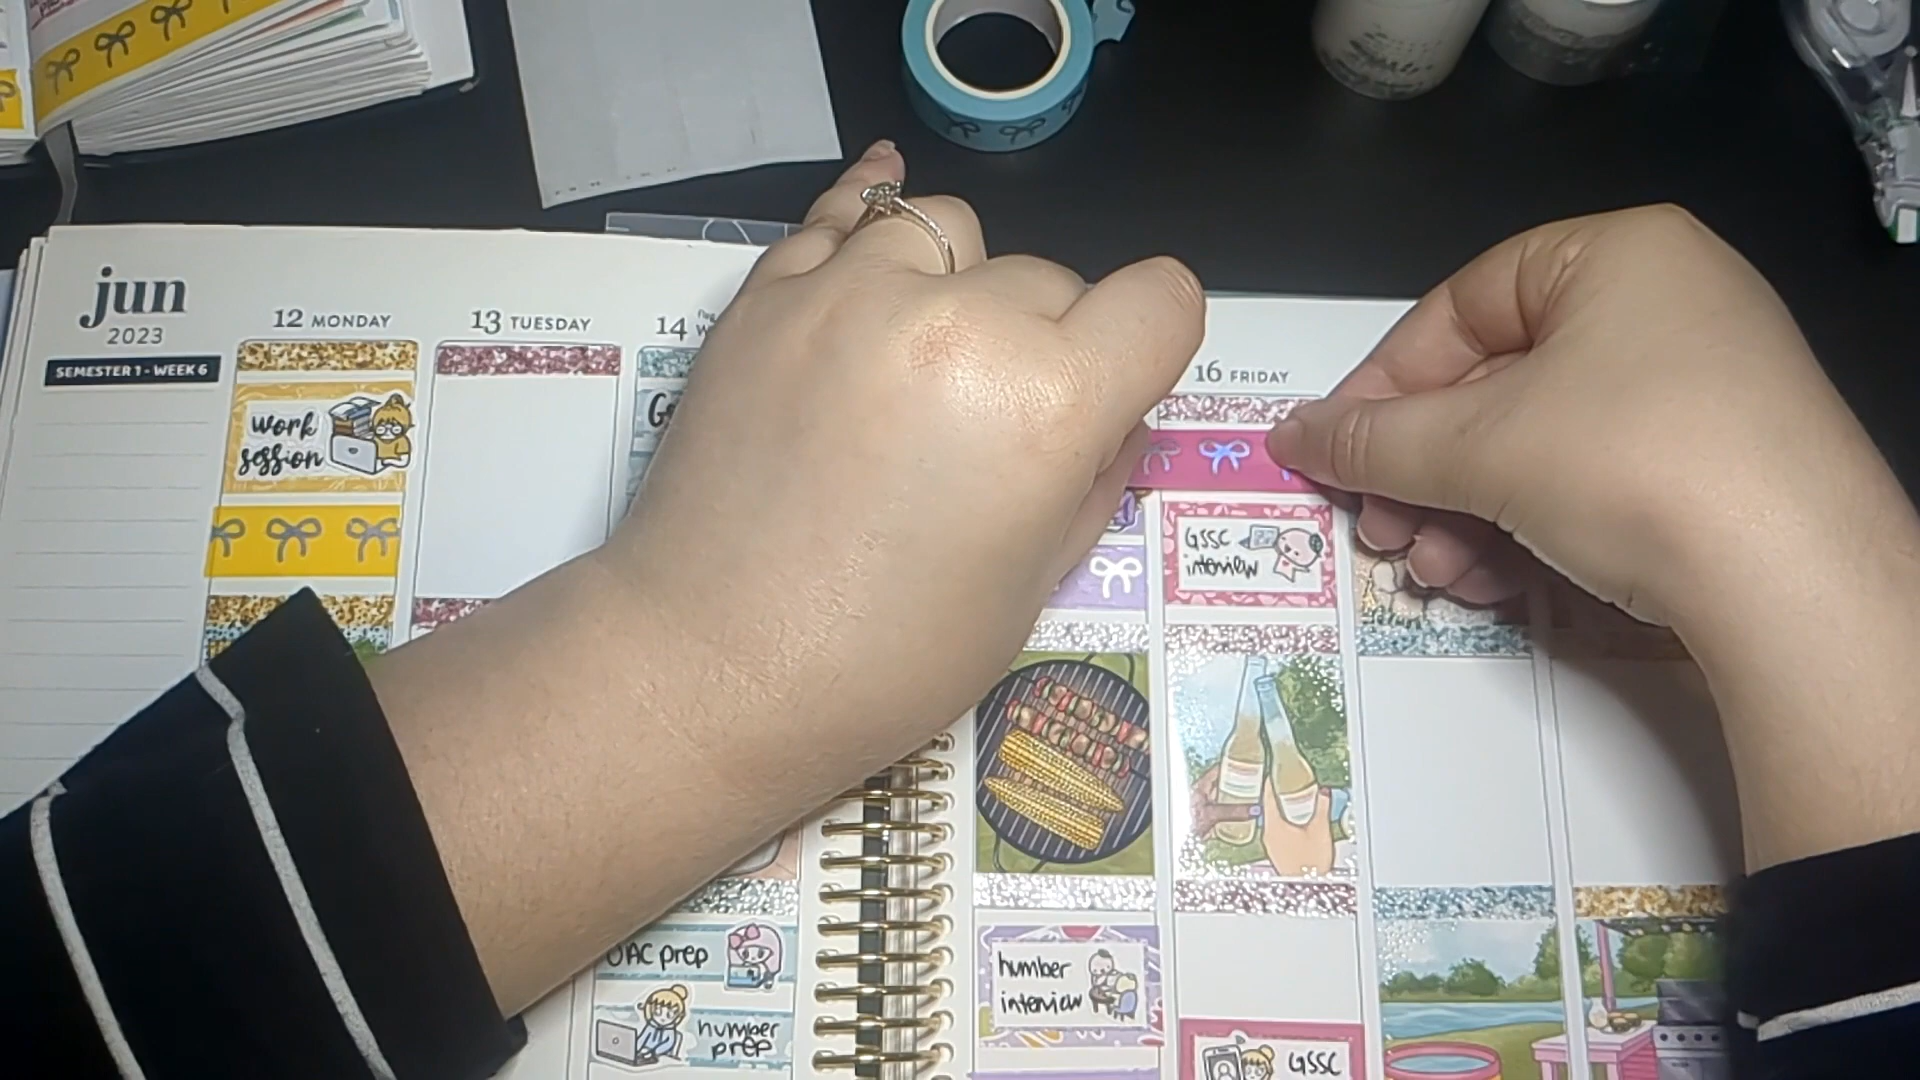 jun
2023
SEMESTER 1 - WEEK 6
12 MONDAY
13 TUESDAY
14
16 FRIDAY
work
session
GSSC
interview
prep
humber
prep
humber
interview
GSSC